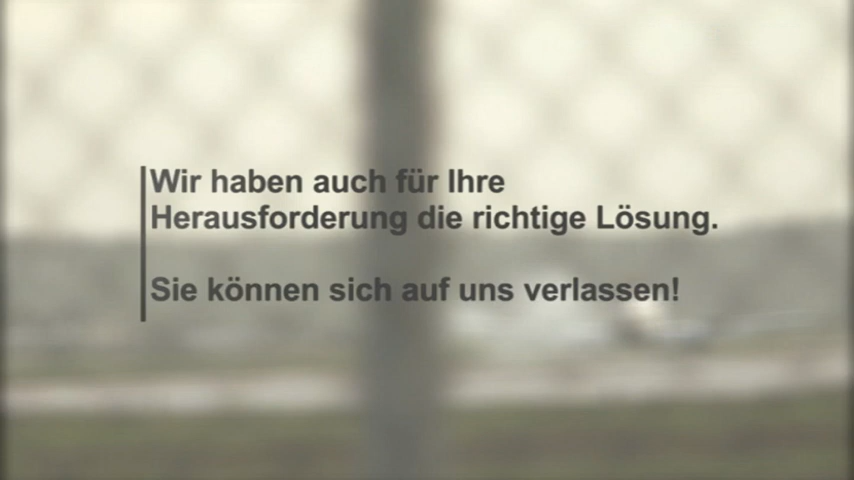 Wir haben auch für Ihre
Herausforderung die richtige Lösung.
Sie können sich auf uns verlassen!